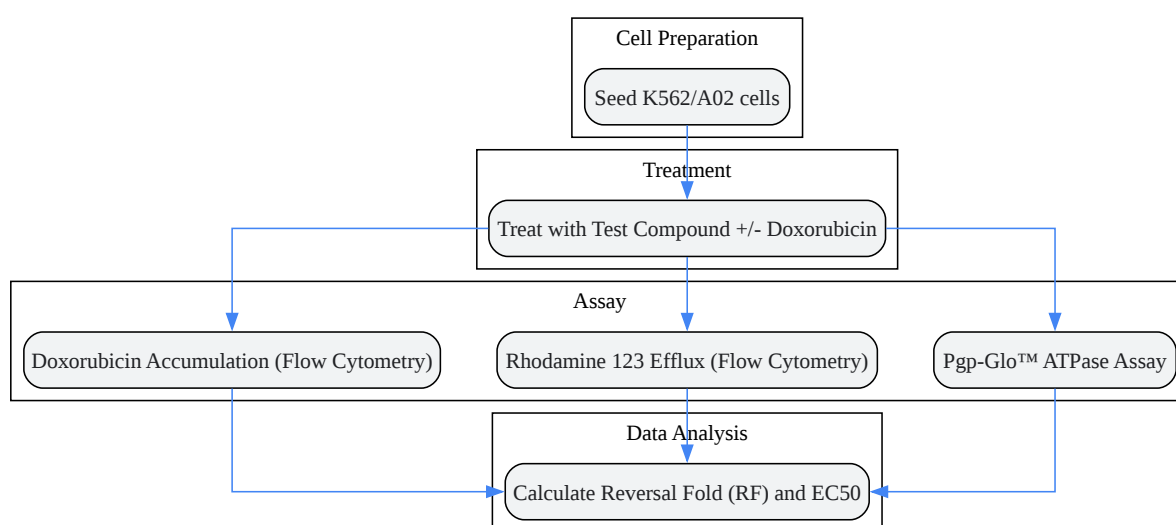 Cell Preparation
Seed K562/A02 cells
Treatment
Treat with Test Compound +/- Doxorubicin
Assay
Doxorubicin Accumulation (Flow Cytometry)
Rhodamine 123 Efflux (Flow Cytometry)
Pgp-Glo™ ATPase Assay
Data Analysis
Calculate Reversal Fold (RF) and EC50